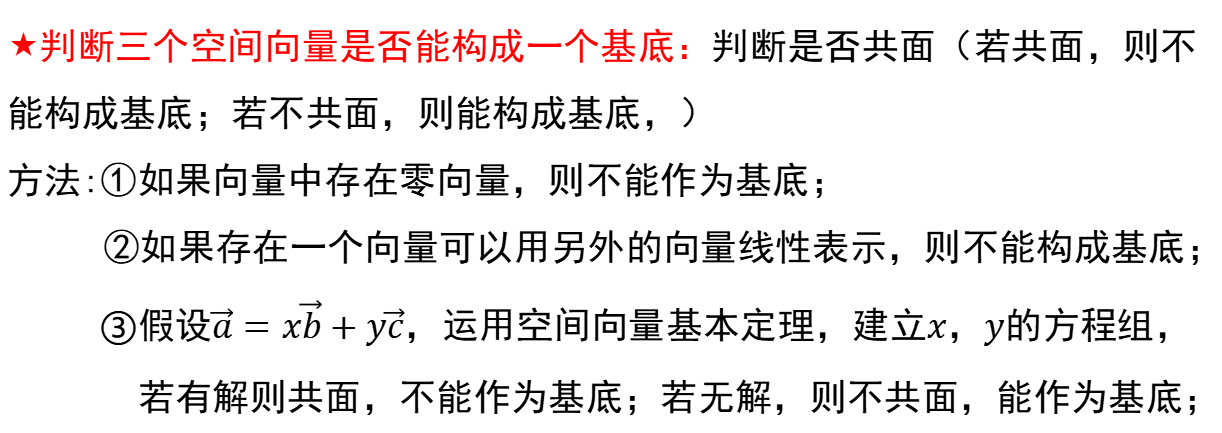 ★判断三个空间向量是否能构成一个基底：判断是否共面（若共面，则不
能构成基底；若不共面，则能构成基底，）
方法:①如果向量中存在零向量，则不能作为基底；
②如果存在一个向量可以用另外的向量线性表示，则不能构成基底；
③假设a⃗ = xb⃗ + yc⃗，运用空间向量基本定理，建立x，y的方程组，
若有解则共面，不能作为基底；若无解，则不共面，能作为基底；